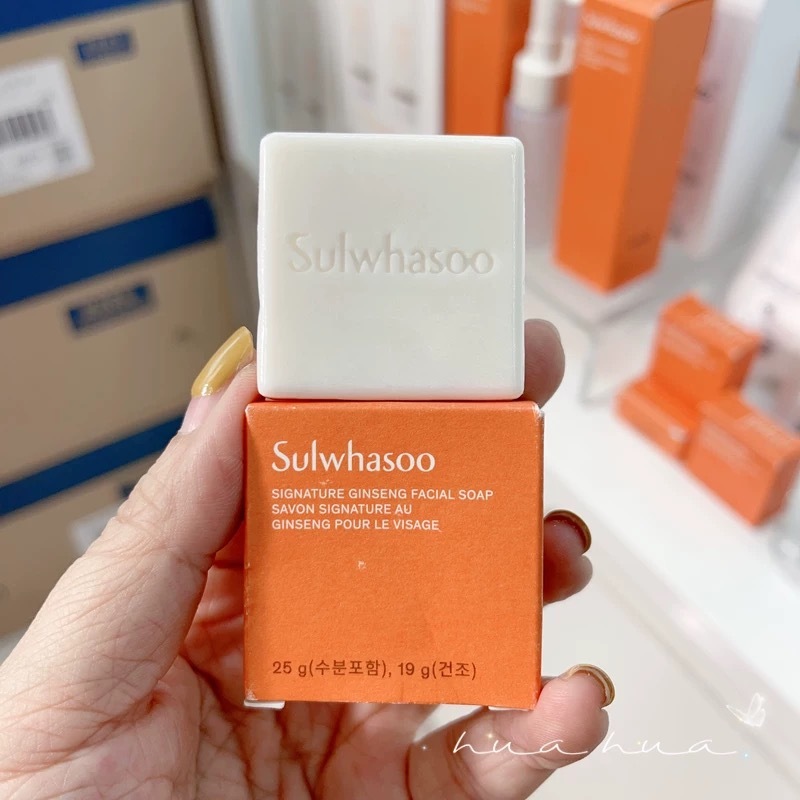 Sulwhasoo
Sulwhasoo
SIGNATURE GINSENG FACIAL SOAP
SAVON SIGNATURE AU
GINSENG POUR LE VISAGE
25 g(수분포함), 19 g(건조)
hua hua
Sulwhasoo